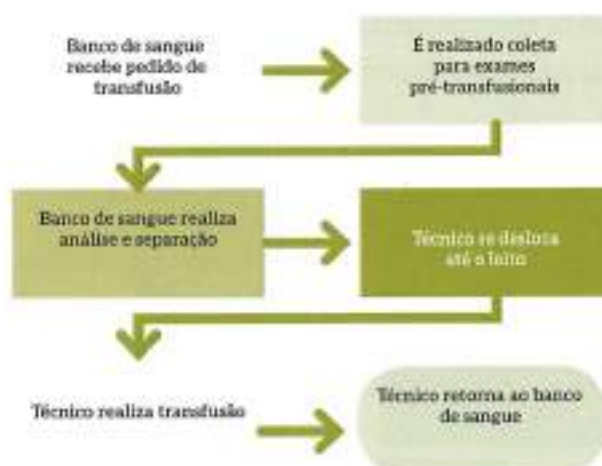 Banco de sangue
recebe pedido de
transfusão
É realizado coleta
para exames
pré-transfusionais
Banco de sangue realiza
análise e separação
Técnico se desloca
até o leito
Técnico realiza transfusão
Técnico retorna ao banco
de sangue